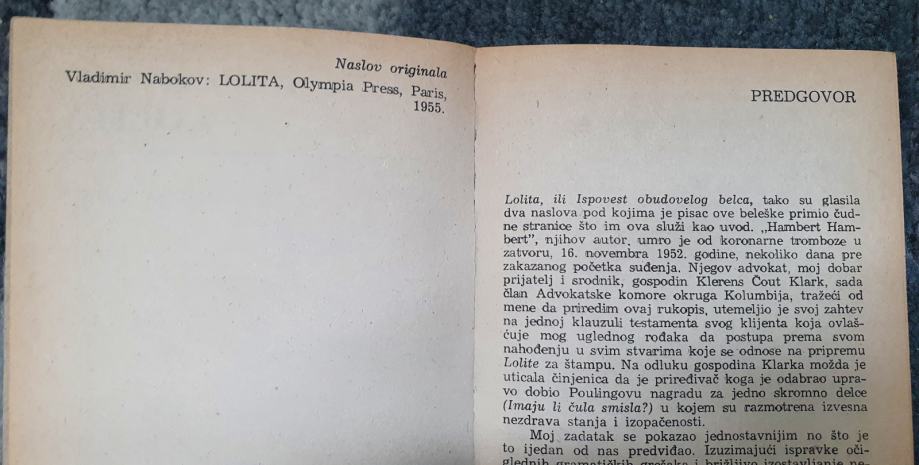 Naslov originala
Vladimir Nabokov: LOLITA, Olympia Press, Paris,
1955.
PREDGOVOR
Lolita, ili Ispovest obudovelog belca, tako su glasila
dva naslova pod kojima je pisac ove beleške primio čud-
ne stranice što im ova služi kao uvod. „Hambert Ham-
bert”, njihov autor, umro je od koronarne tromboze u
zatvoru, 16. novembra 1952. godine, nekoliko dana pre
zakazanog početka suđenja. Njegov advokat, moj dobar
prijatelj i srodnik, gospodin Klerens Čout Klark, sada
član Advokatske komore okruga Kolumbija, tražeći od
mene da priredim ovaj rukopis, utemeljio je svoj zahtev
na jednoj klauzuli testamenta svog klijenta koja ovlaš-
ćuje mog uglednog rođaka da postupa prema svom
nahođenju u svim stvarima koje se odnose na pripremu
Lolite za štampu. Na odluku gospodina Klarka možda je
uticala činjenica da je priređivač koga je odabrao upra-
vo dobio Poulingovu nagradu za jedno skromno delce
(Imaju li čula smisla?) u kojem su razmotrena izvesna
nezdrava stanja i izopačenosti.
Moj zadatak se pokazao jednostavnijim no što je
to ijedan od nas predviđao. Izuzimajući ispravke oči-
glednih gramatičkih grešaka i brižljivo izostavljanje ne-